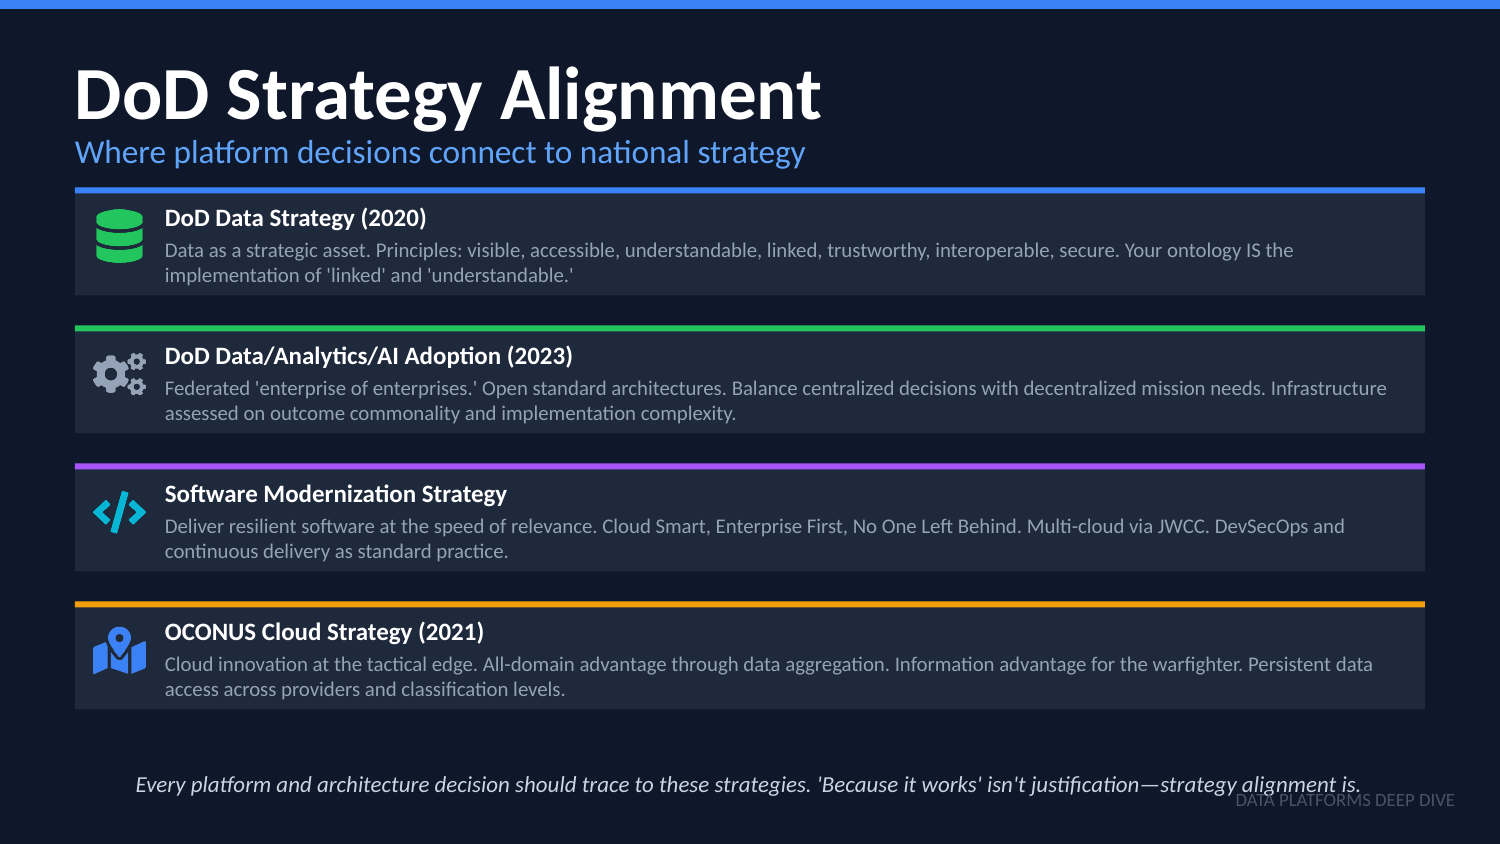 DoD Strategy Alignment
Where platform decisions connect to national strategy
DoD Data Strategy (2020)
Data as a strategic asset. Principles: visible, accessible, understandable, linked, trustworthy, interoperable, secure. Your ontology IS the
implementation of 'linked' and 'understandable.'
DoD Data/Analytics/AI Adoption (2023)
Federated 'enterprise of enterprises.' Open standard architectures. Balance centralized decisions with decentralized mission needs. Infrastructure
assessed on outcome commonality and implementation complexity.
Software Modernization Strategy
Deliver resilient software at the speed of relevance. Cloud Smart, Enterprise First, No One Left Behind. Multi-cloud via JWCC. DevSecOps and
continuous delivery as standard practice.
OCONUS Cloud Strategy (2021)
Cloud innovation at the tactical edge. All-domain advantage through data aggregation. Information advantage for the warfighter. Persistent data
access across providers and classification levels.
Every platform and architecture decision should trace to these strategies. 'Because it works' isn't justification—strategy alignment is.
DATA PLATFORMS DEEP DIVE